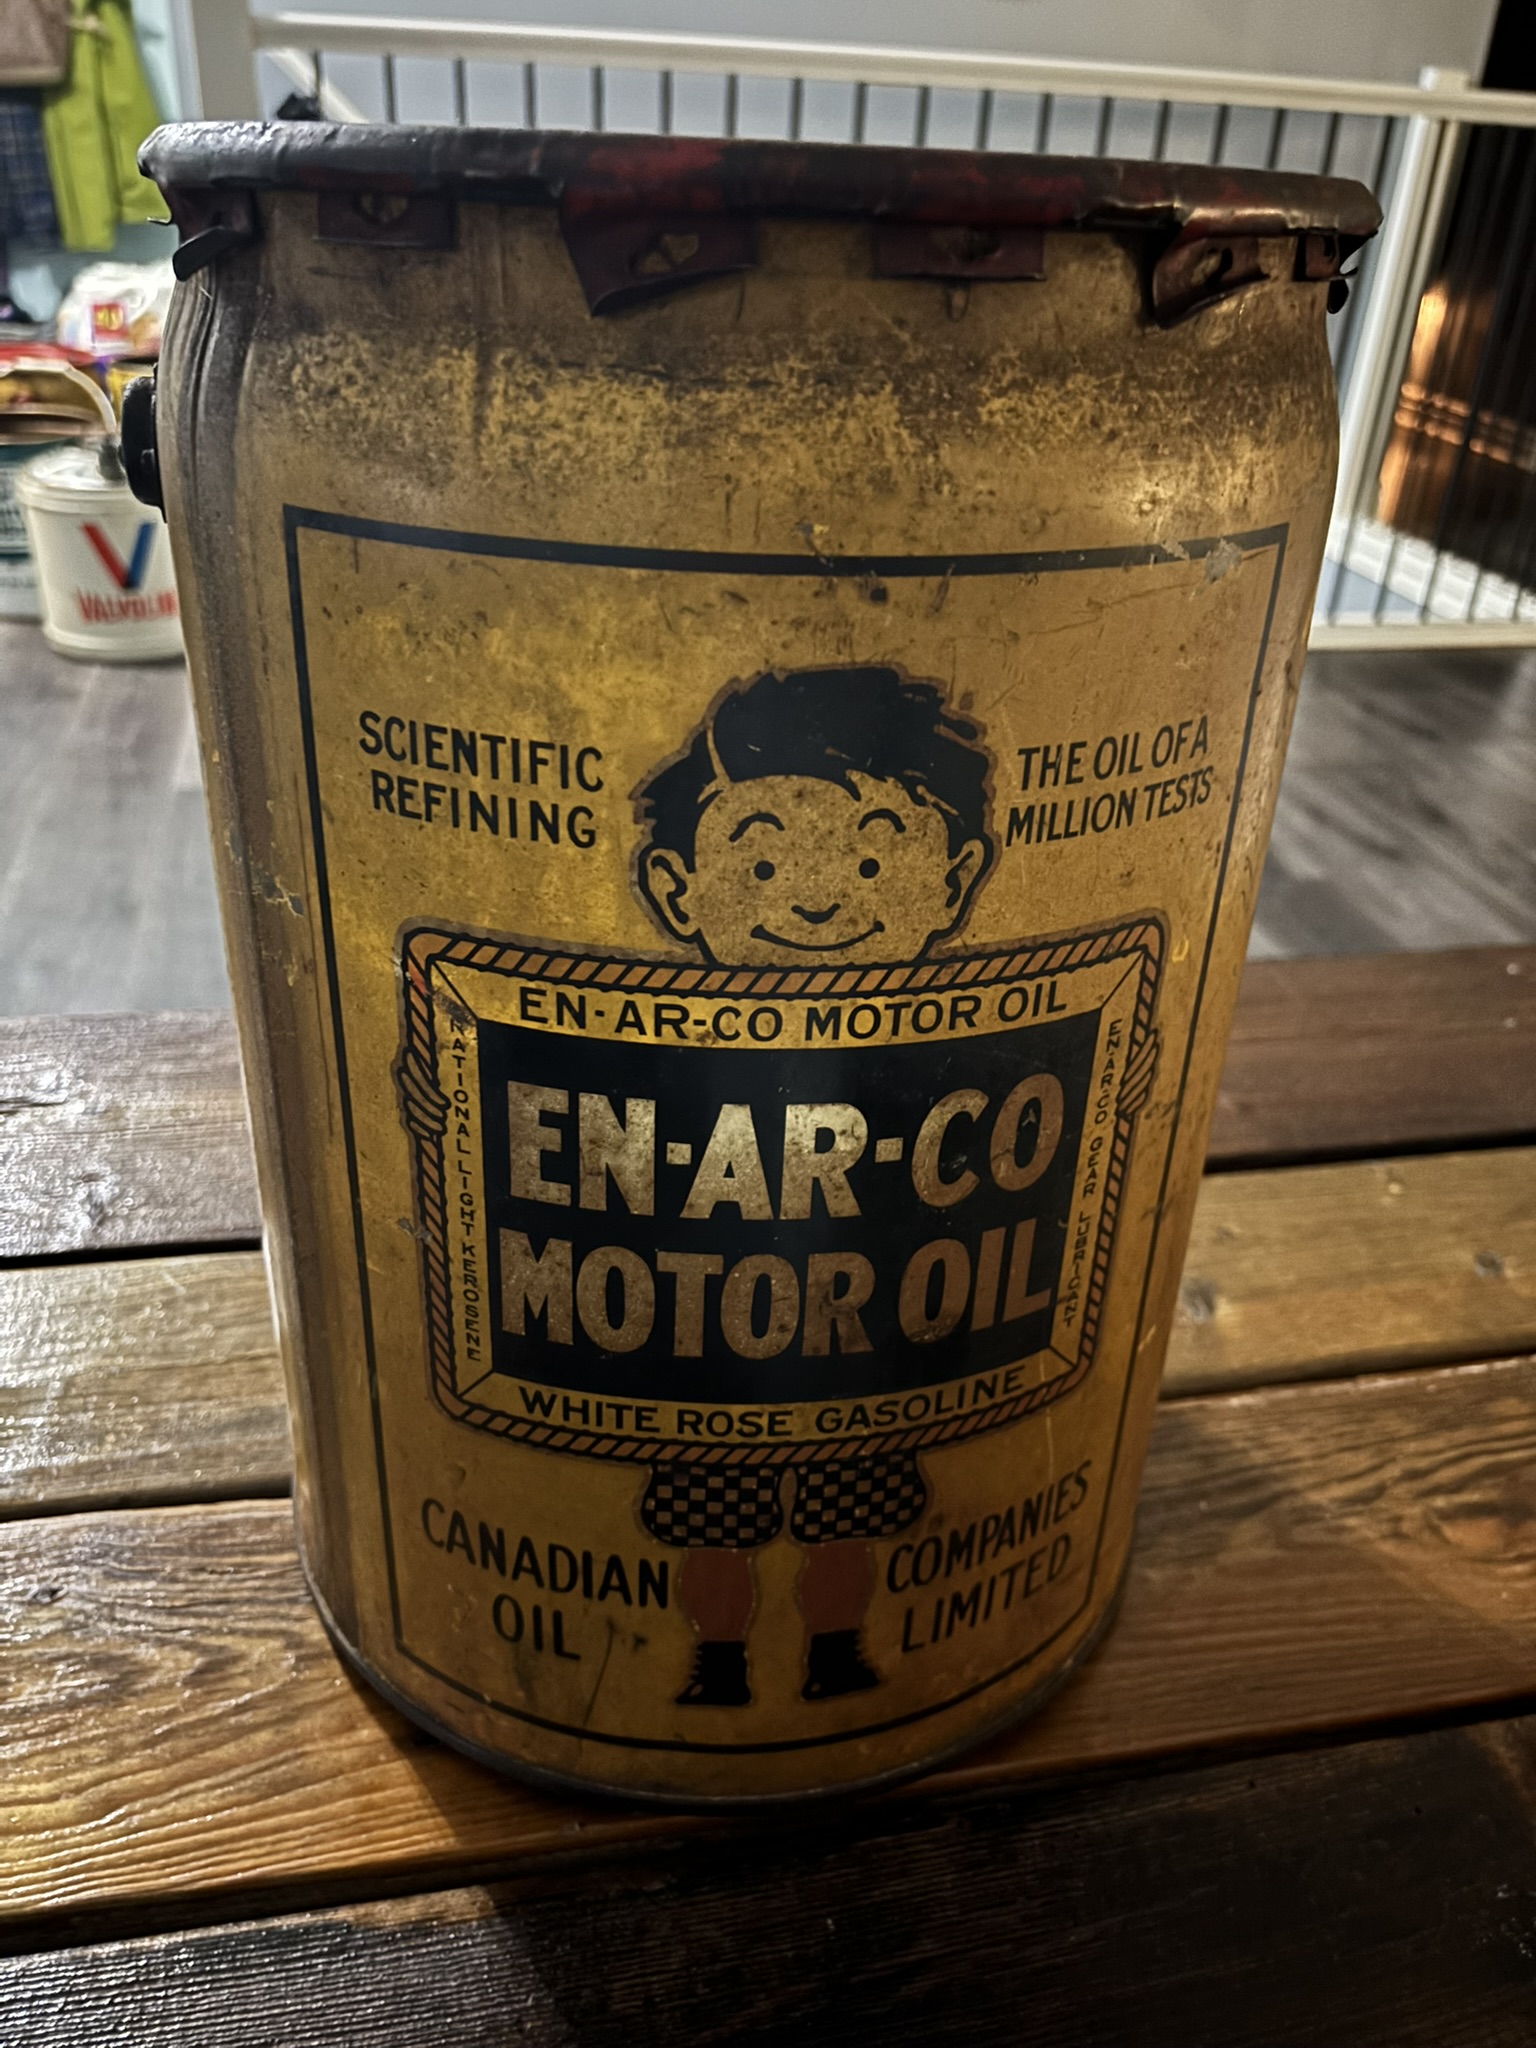 SCIENTIFIC
REFINING
THE OIL OF A
MILLION TESTS
EN-AR-CO MOTOR OIL
NATIONAL LIGHT KEROSENE
EN-AR-CO GEAR LUBRICANT
EN-AR-CO
MOTOR OIL
WHITE ROSE GASOLINE
CANADIAN
OIL
COMPANIES
LIMITED
V
VALVOLINE